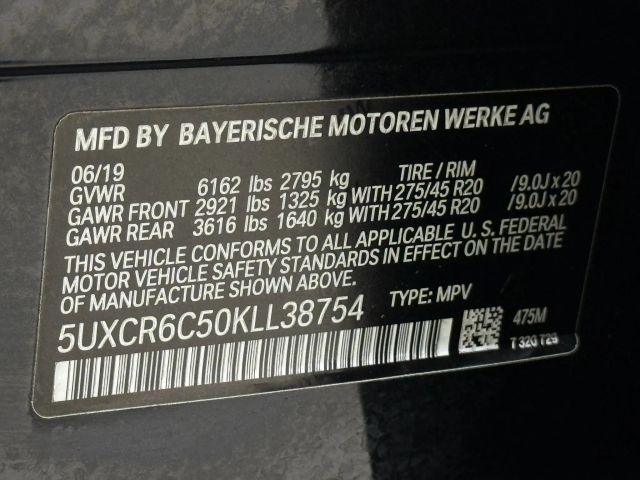 MFD BY BAYERISCHE MOTOREN WERKE AG
06/19 TIRE / RIM
GVWR 6162 lbs 2795 kg
GAWR FRONT 2921 lbs 1325 kg WITH 275/45 R20 /9.0J x 20
GAWR REAR 3616 lbs 1640 kg WITH 275/45 R20 /9.0J x 20
THIS VEHICLE CONFORMS TO ALL APPLICABLE U.S. FEDERAL
MOTOR VEHICLE SAFETY STANDARDS IN EFFECT ON THE DATE
OF MANUFACTURE SHOWN ABOVE.
5UXCR6C50KLL38754 TYPE: MPV
475M
T 320 729